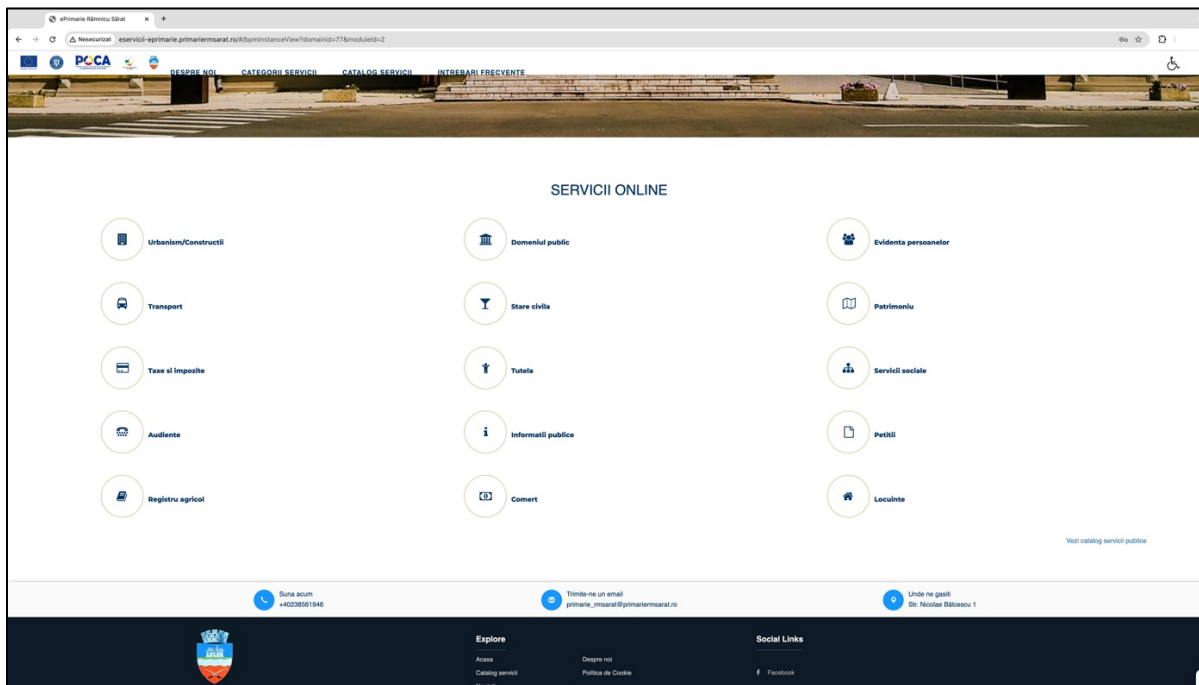 ePrimarie Râmnicu Sărat
Nesecurizat
eservicii-eprimarie.primariermsarat.ro/#/bpmInstanceView?domainId=77&moduleId=2
POCA
DESPRE NOI
CATEGORII SERVICII
CATALOG SERVICII
INTREBARI FRECVENTE
SERVICII ONLINE
Urbanism/Constructii
Domeniul public
Evidenta persoanelor
Transport
Stare civila
Patrimoniu
Taxe si impozite
Tutela
Servicii sociale
Audiente
Informatii publice
Petitii
Registru agricol
Comert
Locuinte
Vezi catalog servicii publice
Suna acum
+40238561946
Trimite-ne un email
primarie_rmsarat@primariermsarat.ro
Unde ne gasiti
Str. Nicolae Bălcescu 1
Explore
Social Links
Acasa
Despre noi
Facebook
Catalog servicii
Politica de Cookie